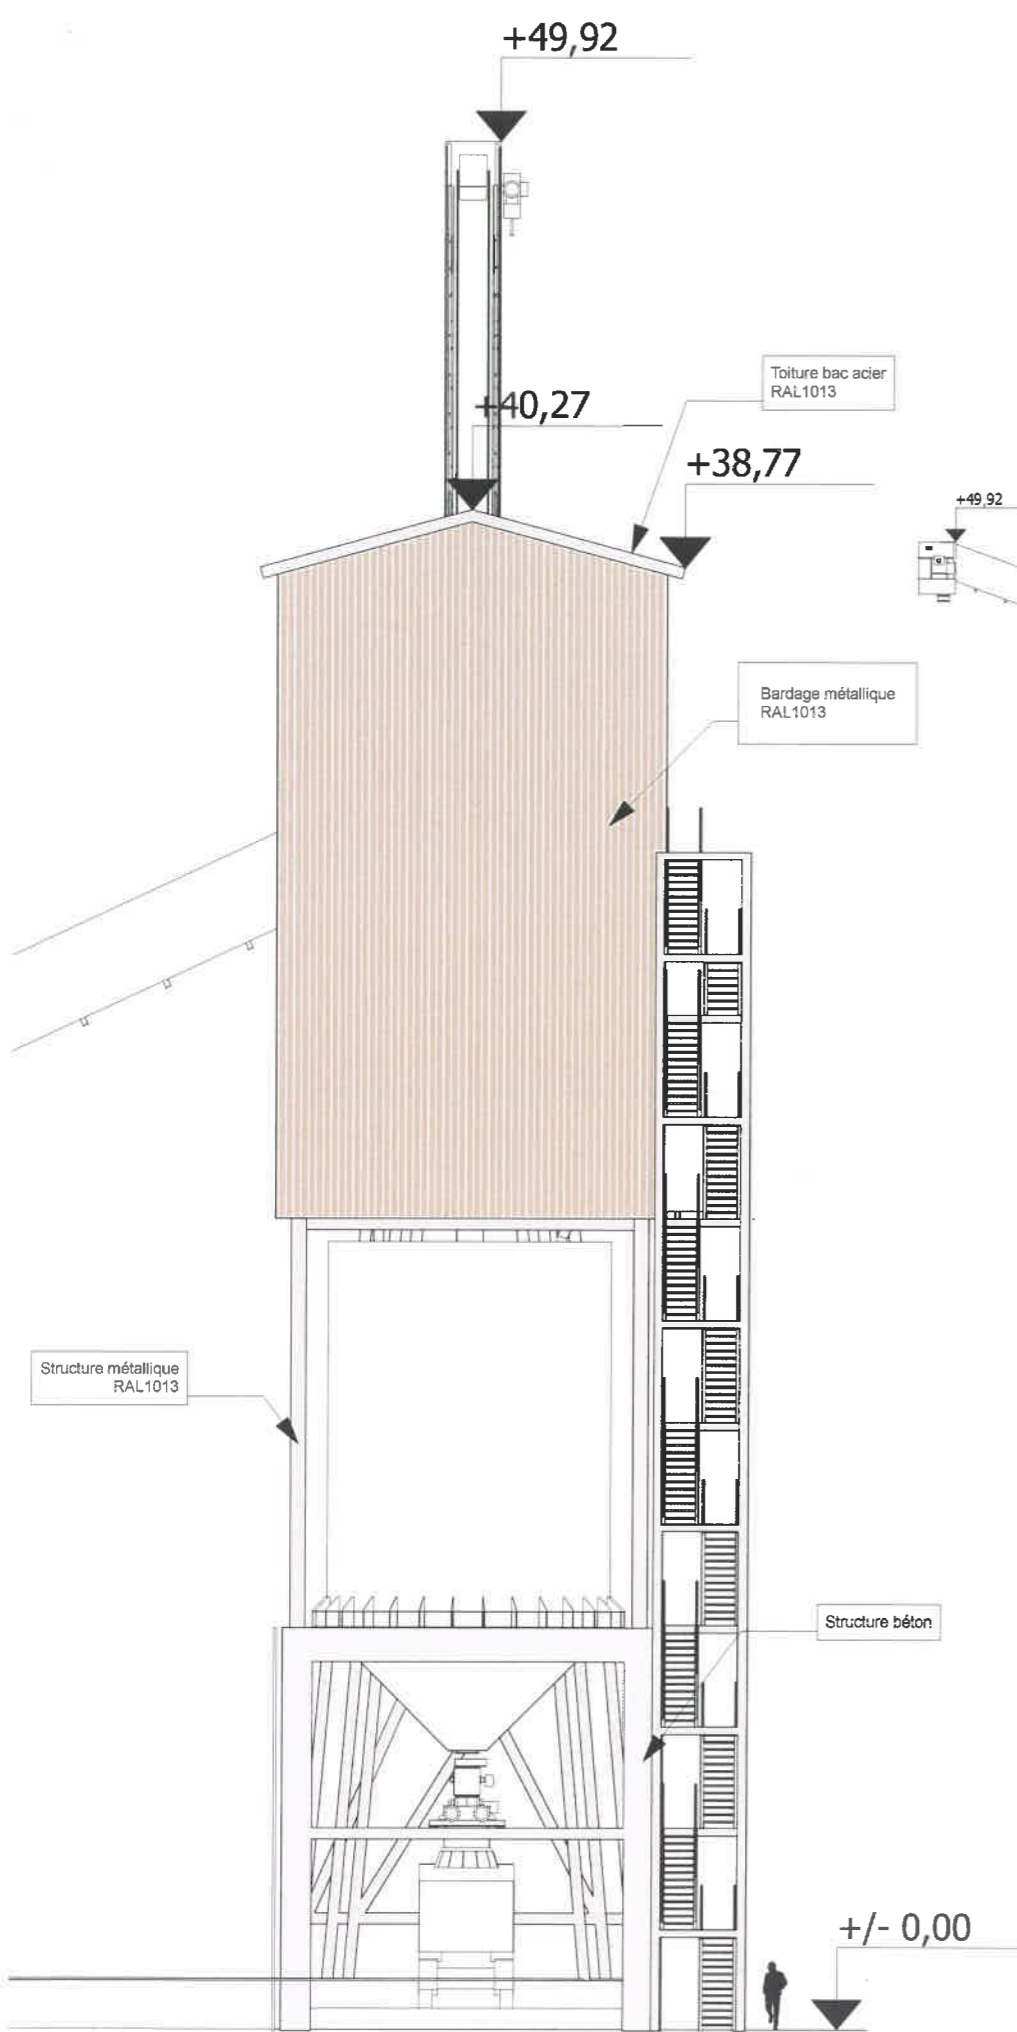 +49,92
Toiture bac acier
RAL1013
+40,27
+38,77
+49,92
Bardage métallique
RAL1013
Structure métallique
RAL1013
Structure béton
+/- 0,00